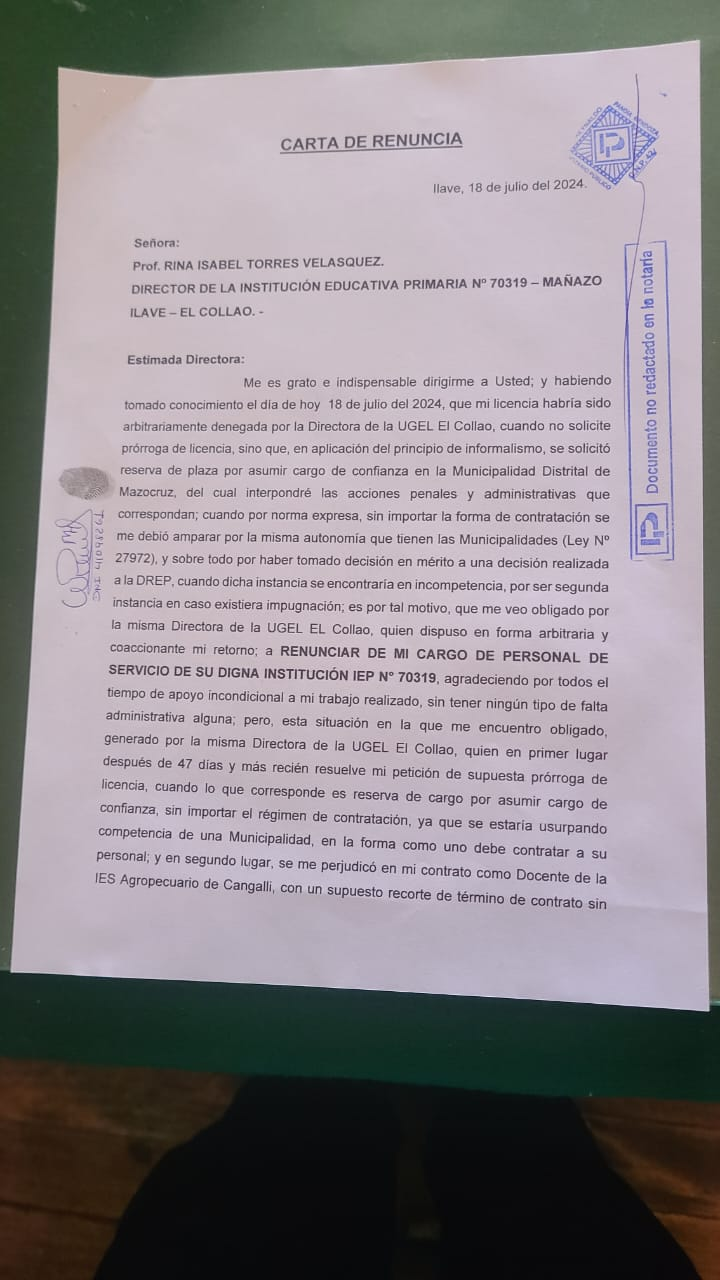 CARTA DE RENUNCIA
Ilave, 18 de julio del 2024.
Señora:
Prof. RINA ISABEL TORRES VELASQUEZ.
DIRECTOR DE LA INSTITUCIÓN EDUCATIVA PRIMARIA Nº 70319 – MAÑAZO
ILAVE – EL COLLAO. -
Estimada Directora:
Me es grato e indispensable dirigirme a Usted; y habiendo
tomado conocimiento el día de hoy 18 de julio del 2024, que mi licencia habría sido
arbitrariamente denegada por la Directora de la UGEL El Collao, cuando no solicite
prórroga de licencia, sino que, en aplicación del principio de informalismo, se solicitó
reserva de plaza por asumir cargo de confianza en la Municipalidad Distrital de
Mazocruz, del cual interpondré las acciones penales y administrativas que
correspondan; cuando por norma expresa, sin importar la forma de contratación se
me debió amparar por la misma autonomía que tienen las Municipalidades (Ley Nº
27972), y sobre todo por haber tomado decisión en mérito a una decisión realizada
a la DREP, cuando dicha instancia se encontraría en incompetencia, por ser segunda
instancia en caso existiera impugnación; es por tal motivo, que me veo obligado por
la misma Directora de la UGEL EL Collao, quien dispuso en forma arbitraria y
coaccionante mi retorno; a RENUNCIAR DE MI CARGO DE PERSONAL DE
SERVICIO DE SU DIGNA INSTITUCIÓN IEP Nº 70319, agradeciendo por todos el
tiempo de apoyo incondicional a mi trabajo realizado, sin tener ningún tipo de falta
administrativa alguna; pero, esta situación en la que me encuentro obligado,
generado por la misma Directora de la UGEL El Collao, quien en primer lugar
después de 47 días y más recién resuelve mi petición de supuesta prórroga de
licencia, cuando lo que corresponde es reserva de cargo por asumir cargo de
confianza, sin importar el régimen de contratación, ya que se estaría usurpando
competencia de una Municipalidad, en la forma como uno debe contratar a su
personal; y en segundo lugar, se me perjudicó en mi contrato como Docente de la
IES Agropecuario de Cangalli, con un supuesto recorte de término de contrato sin
Documento no redactado en la notaría
DNI 41098261